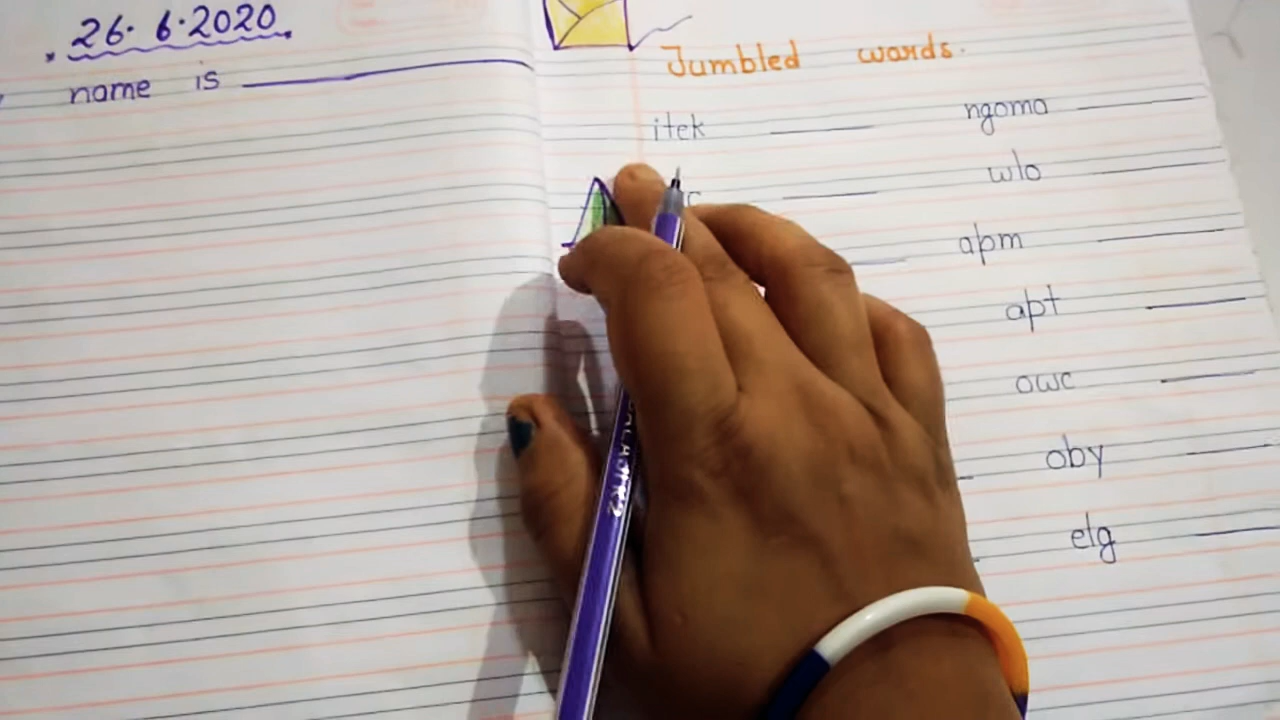 26.6.2020.
name is
Jumbled words.
itek ngoma
wlo
apm
apt
owc
oby
elg